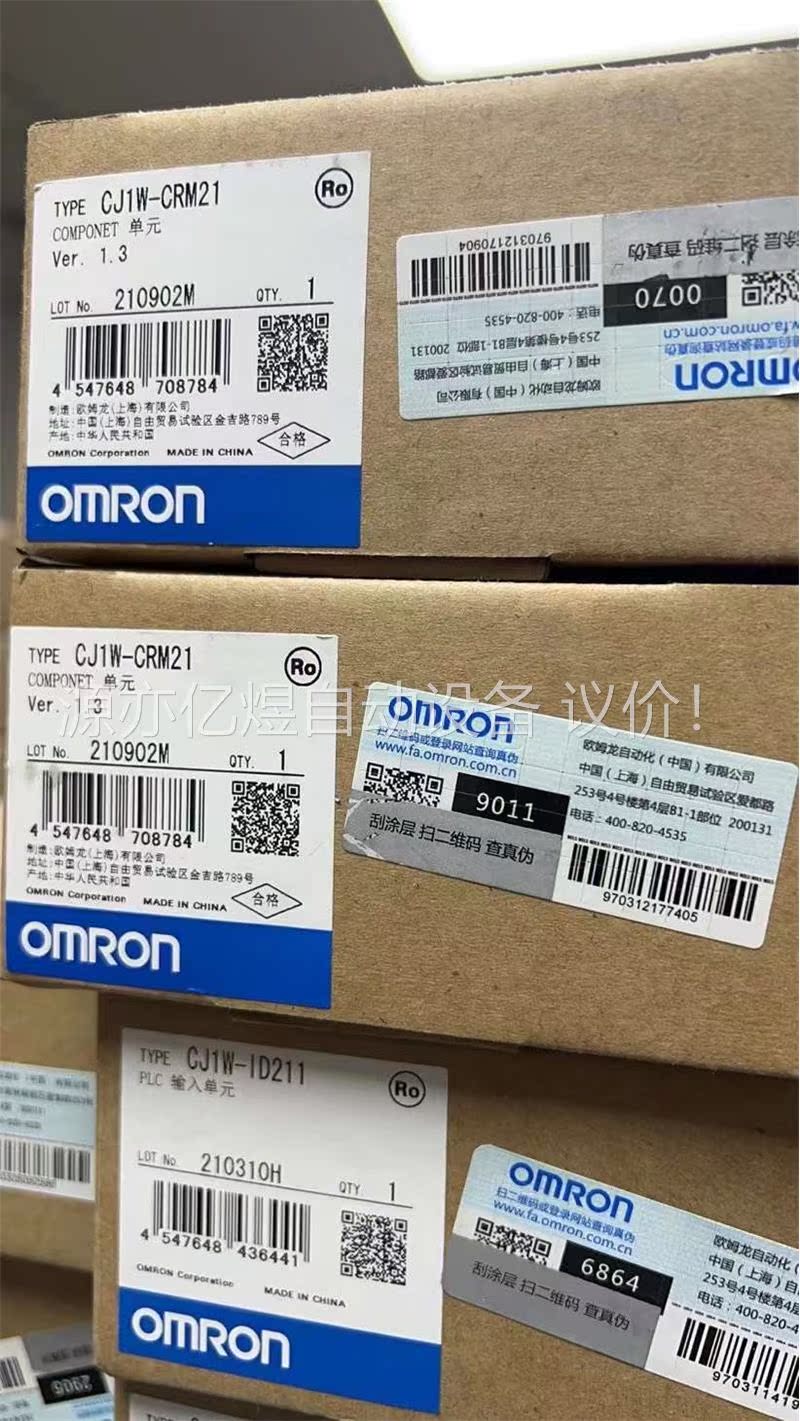 TYPE CJ1W-CRM21
COMPONET 单元
Ver. 1.3
Ro
LOT No. 210902M QTY. 1
4 547648 708784
制造:欧姆龙(上海)有限公司
地址:中国(上海)自由贸易试验区金吉路789号
产地:中华人民共和国
合格
OMRON Corporation MADE IN CHINA
OMRON
OMRON
www.fa.omron.com.cn
0070
刮涂层 扫二维码 查真伪
欧姆龙自动化(中国)有限公司
中国(上海)自由贸易试验区爱都路
253号4号楼第4层B1-1部位 200131
电话:400-820-4535
970312170904
TYPE CJ1W-CRM21
COMPONET 单元
Ver. 1.3
Ro
源亦亿煜自动设备 议价!
LOT No. 210902M QTY. 1
4 547648 708784
制造:欧姆龙(上海)有限公司
地址:中国(上海)自由贸易试验区金吉路789号
产地:中华人民共和国
合格
OMRON Corporation MADE IN CHINA
OMRON
OMRON
扫二维码或登录网站查询真伪
www.fa.omron.com.cn
9011
刮涂层 扫二维码 查真伪
欧姆龙自动化(中国)有限公司
中国(上海)自由贸易试验区爱都路
253号4号楼第4层B1-1部位 200131
电话:400-820-4535
970312177405
TYPE CJ1W-ID211
PLC 输入单元
Ro
LOT No. 210310H QTY 1
4 547648 436441
OMRON Corporation MADE IN CHINA
OMRON
OMRON
扫二维码或登录网站查询真伪
www.fa.omron.com.cn
6864
刮涂层 扫二维码 查真伪
欧姆龙自动化(
中国(上海)自由
253号4号楼第4层
电话:400-820-4
970311419
2906
TYPE